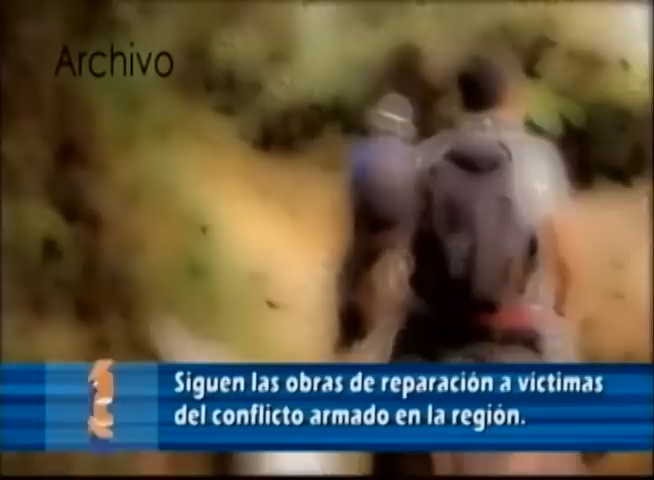 Archivo
Siguen las obras de reparación a víctimas
del conflicto armado en la región.